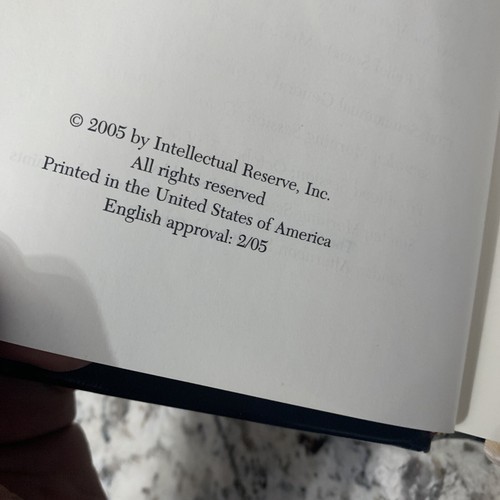 © 2005 by Intellectual Reserve, Inc.
All rights reserved
Printed in the United States of America
English approval: 2/05